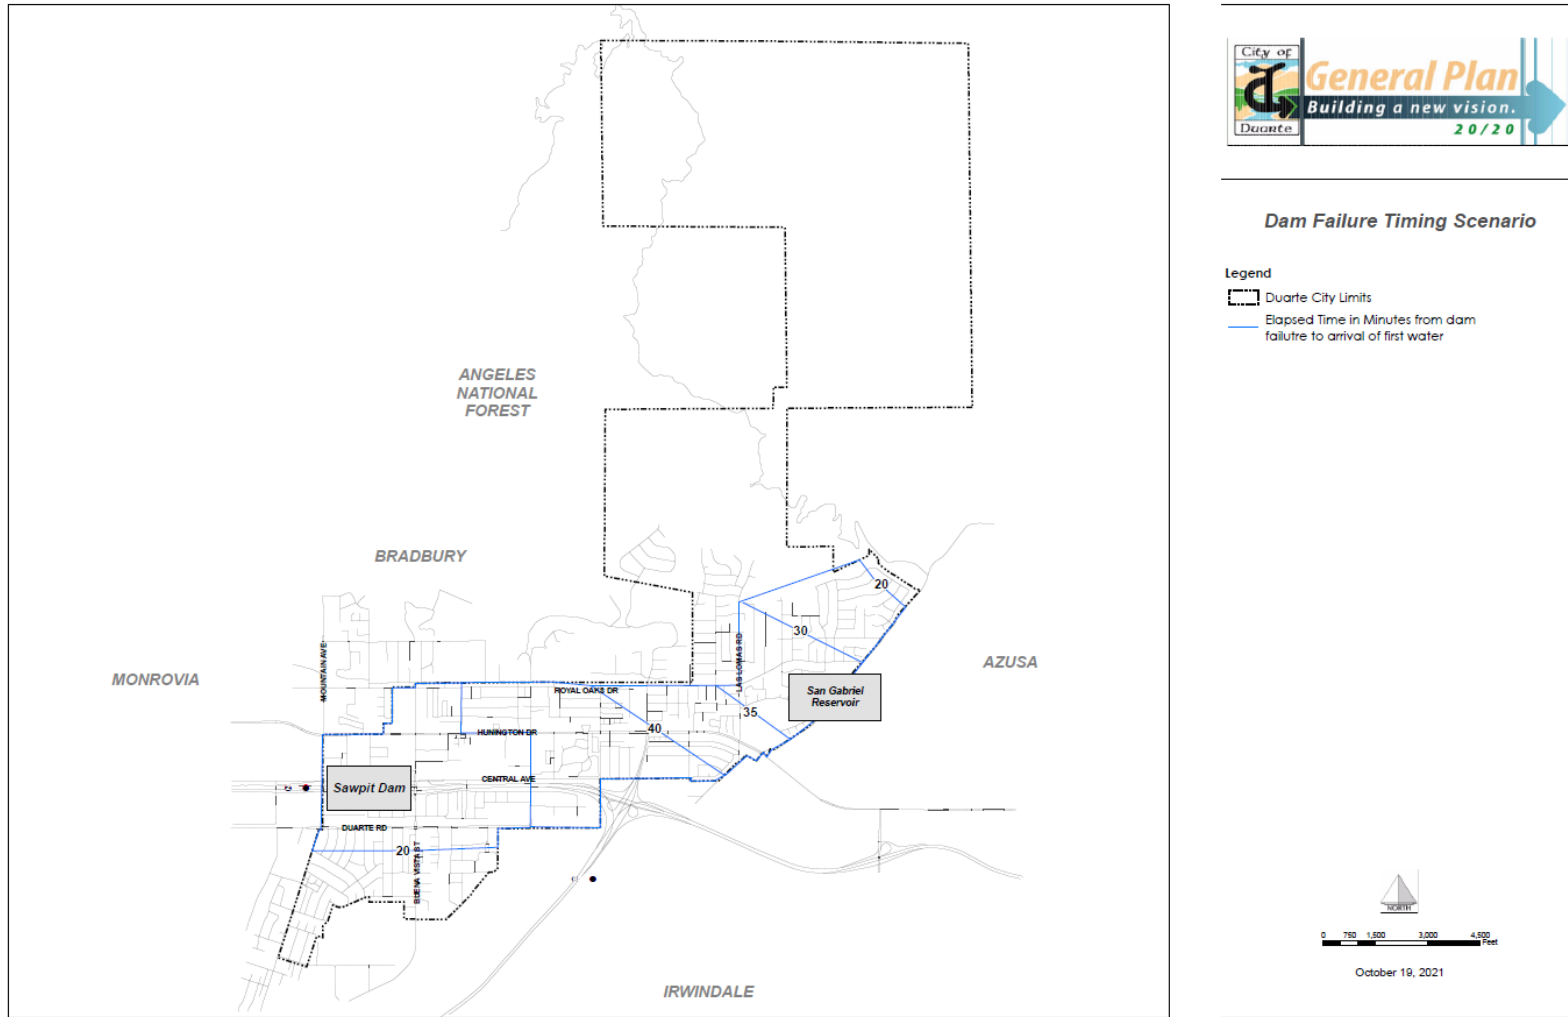 City of
Duarte
General Plan
Building a new vision.
20/20
Dam Failure Timing Scenario
Legend
Duarte City Limits
Elapsed Time in Minutes from dam
failutre to arrival of first water
ANGELES
NATIONAL
FOREST
BRADBURY
MONROVIA
AZUSA
IRWINDALE
20
30
35
40
20
MOUNTAIN AVE
LAS LOMAS RD
ROYAL OAKS DR
HUNINGTON DR
CENTRAL AVE
DUARTE RD
BUENA VISTA ST
San Gabriel
Reservoir
Sawpit Dam
NORTH
0 750 1,500 3,000 4,500
Feet
October 19, 2021